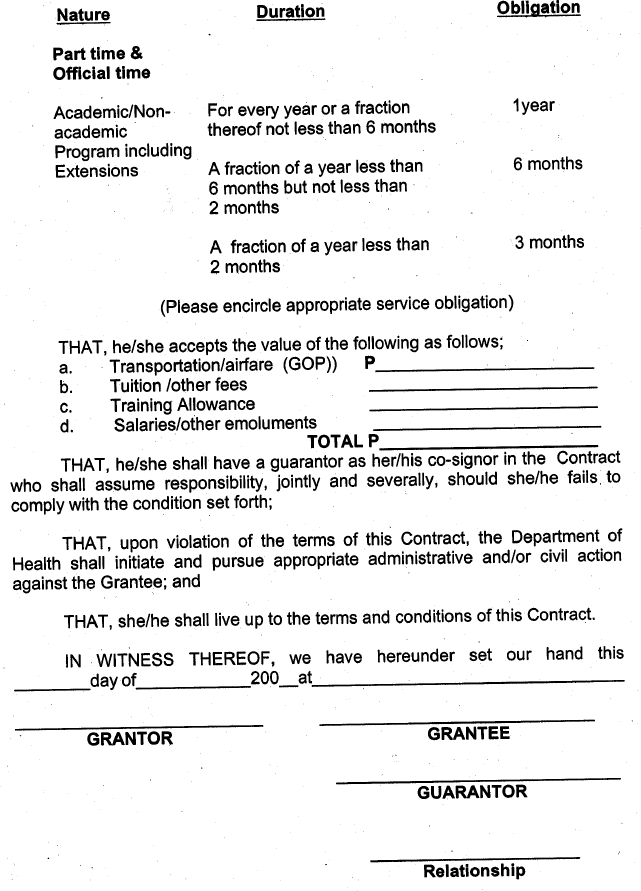 Nature Duration Obligation
Part time &
Official time
Academic/Non- For every year or a fraction 1year
academic thereof not less than 6 months
Program including
Extensions A fraction of a year less than 6 months
6 months but not less than
2 months
A fraction of a year less than 3 months
2 months
(Please encircle appropriate service obligation)
THAT, he/she accepts the value of the following as follows;
a. Transportation/airfare (GOP)) P____________________
b. Tuition /other fees ____________________
c. Training Allowance ____________________
d. Salaries/other emoluments ____________________
TOTAL P____________________
THAT, he/she shall have a guarantor as her/his co-signor in the Contract
who shall assume responsibility, jointly and severally, should she/he fails to
comply with the condition set forth;
THAT, upon violation of the terms of this Contract, the Department of
Health shall initiate and pursue appropriate administrative and/or civil action
against the Grantee; and
THAT, she/he shall live up to the terms and conditions of this Contract.
IN WITNESS THEREOF, we have hereunder set our hand this
_______day of___________200__at____________________________
GRANTOR GRANTEE
GUARANTOR
Relationship